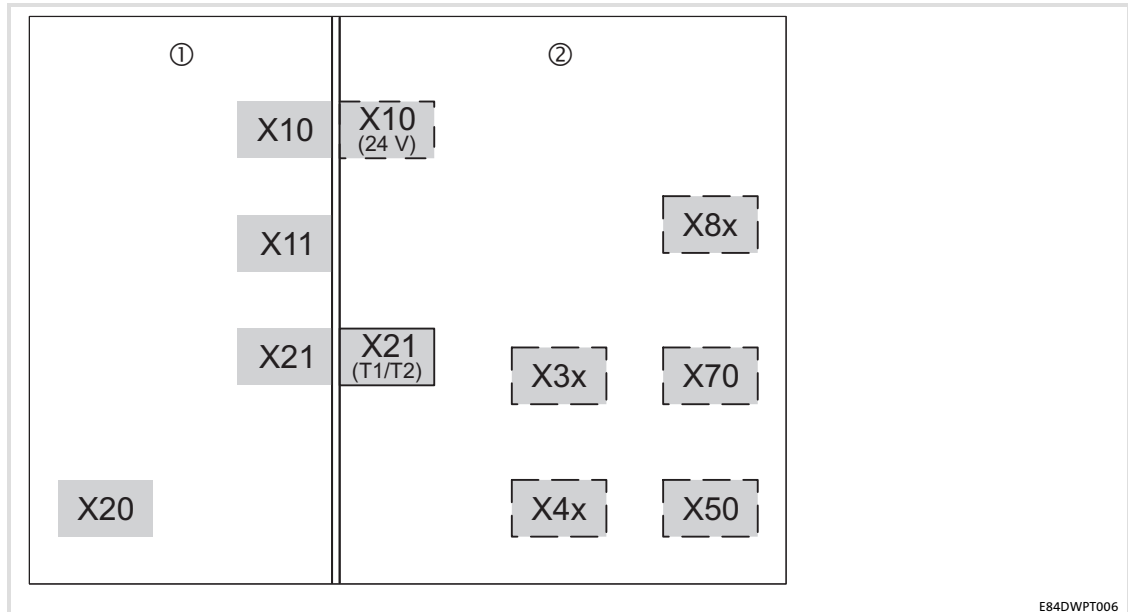 ① ②
X10 X10
(24 V)
X8x
X11
X21 X21
(T1/T2)
X3x X70
X20 X4x X50
E84DWPT006